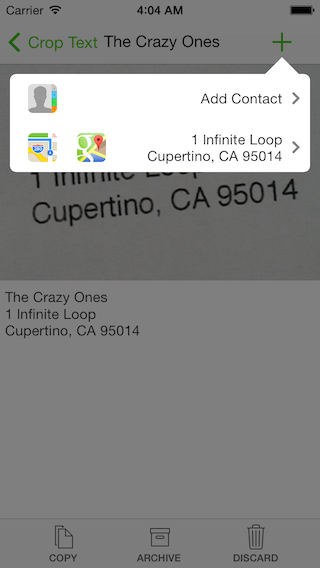 Carrier 4:04 AM
Crop Text The Crazy Ones
Add Contact
1 Infinite Loop
Cupertino, CA 95014
1 Infinite Loop
Cupertino, CA 95014
The Crazy Ones
1 Infinite Loop
Cupertino, CA 95014
COPY ARCHIVE DISCARD